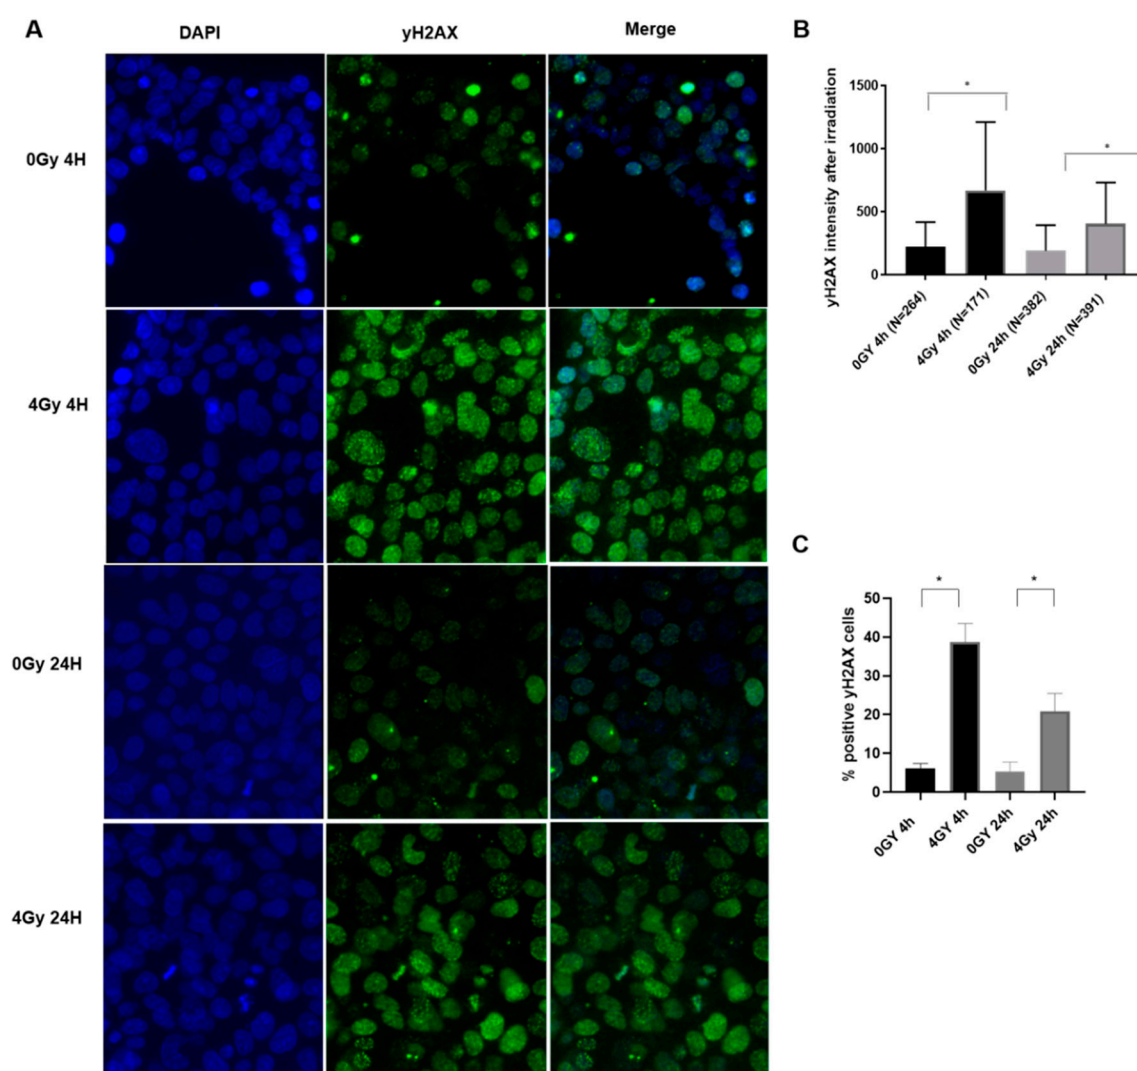 A
DAPI
yH2AX
Merge
0Gy 4H
4Gy 4H
0Gy 24H
4Gy 24H
B
yH2AX intensity after irradiation
1500
1000
500
0
*
*
0GY 4h (N=264)
4Gy 4h (N=171)
0Gy 24h (N=382)
4Gy 24h (N=391)
C
% positive yH2AX cells
50
40
30
20
10
0
*
*
0GY 4h
4GY 4h
0GY 24h
4Gy 24h